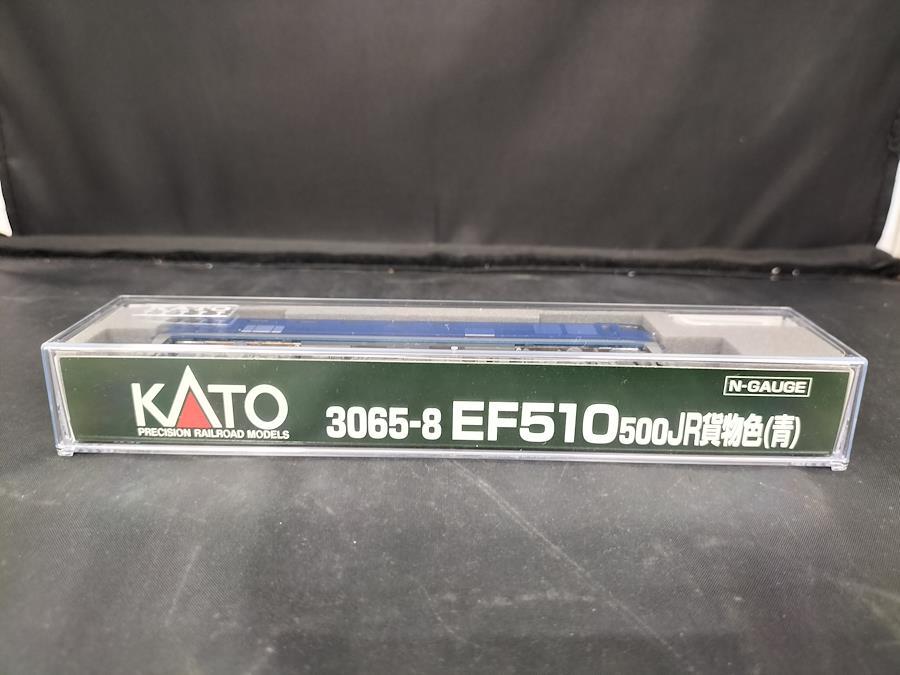 KATO
PRECISION RAILROAD MODELS
3065-8 EF510 500JR貨物色(青)
N-GAUGE